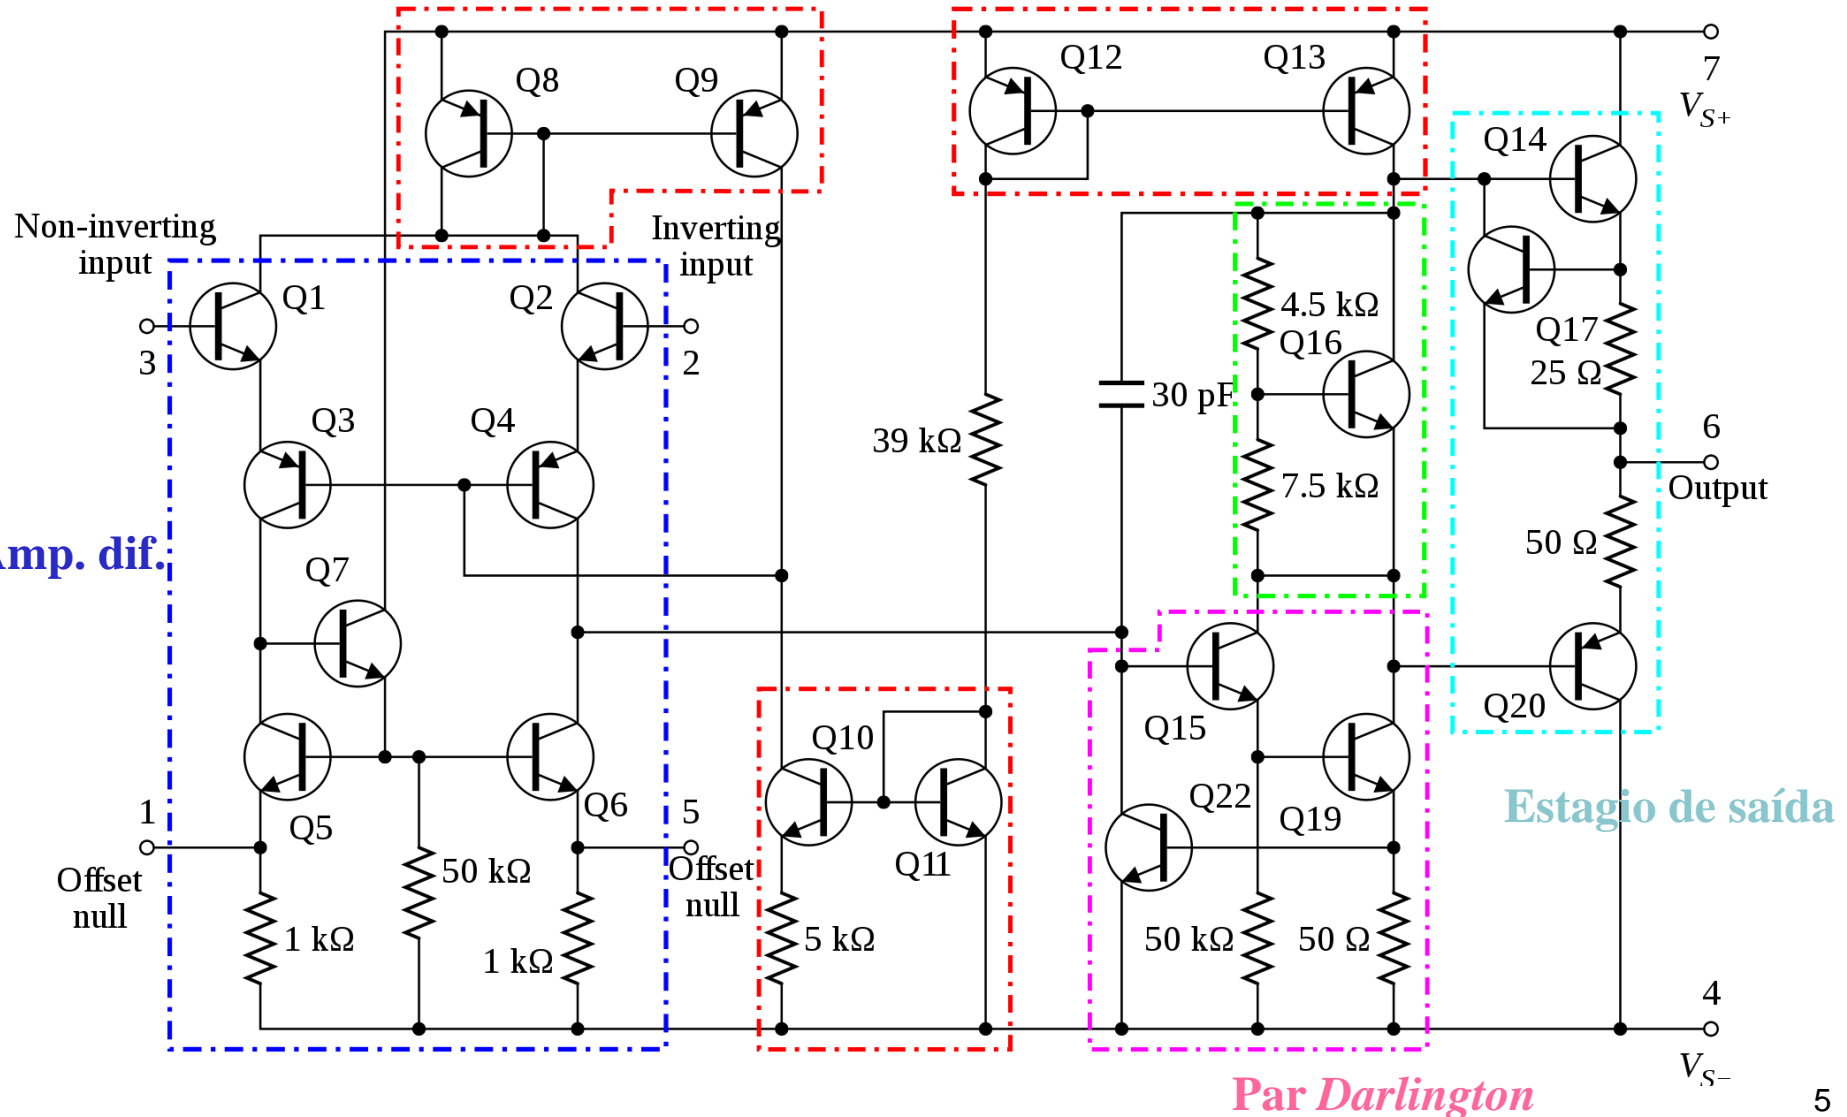 Q8
Q9
Q12
Q13
7
V_S+
Q14
Non-inverting
input
Inverting
input
Q1
Q2
4.5 kΩ
Q16
Q17
25 Ω
3
2
30 pF
Q3
Q4
39 kΩ
6
Output
7.5 kΩ
50 Ω
Amp. dif.
Q7
Q15
Q20
Q10
Q22
Q19
1
Q5
Q6
5
Offset
null
Offset
null
Q11
Estagio de saída
50 kΩ
1 kΩ
1 kΩ
5 kΩ
50 kΩ
50 Ω
4
V_S−
Par Darlington
5